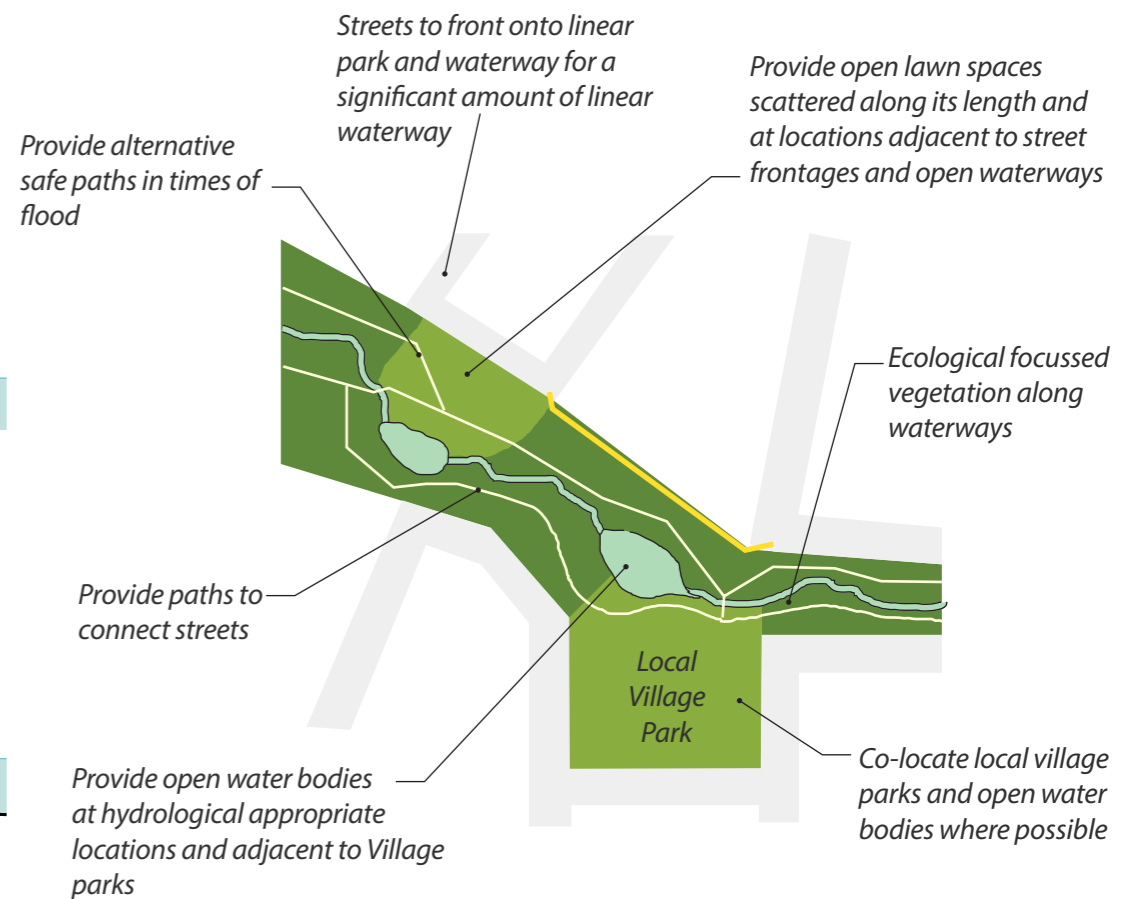 Streets to front onto linear
park and waterway for a
significant amount of linear
waterway
Provide open lawn spaces
scattered along its length and
at locations adjacent to street
frontages and open waterways
Provide alternative
safe paths in times of
flood
Ecological focussed
vegetation along
waterways
Provide paths to
connect streets
Local
Village
Park
Provide open water bodies
at hydrological appropriate
locations and adjacent to Village
parks
Co-locate local village
parks and open water
bodies where possible